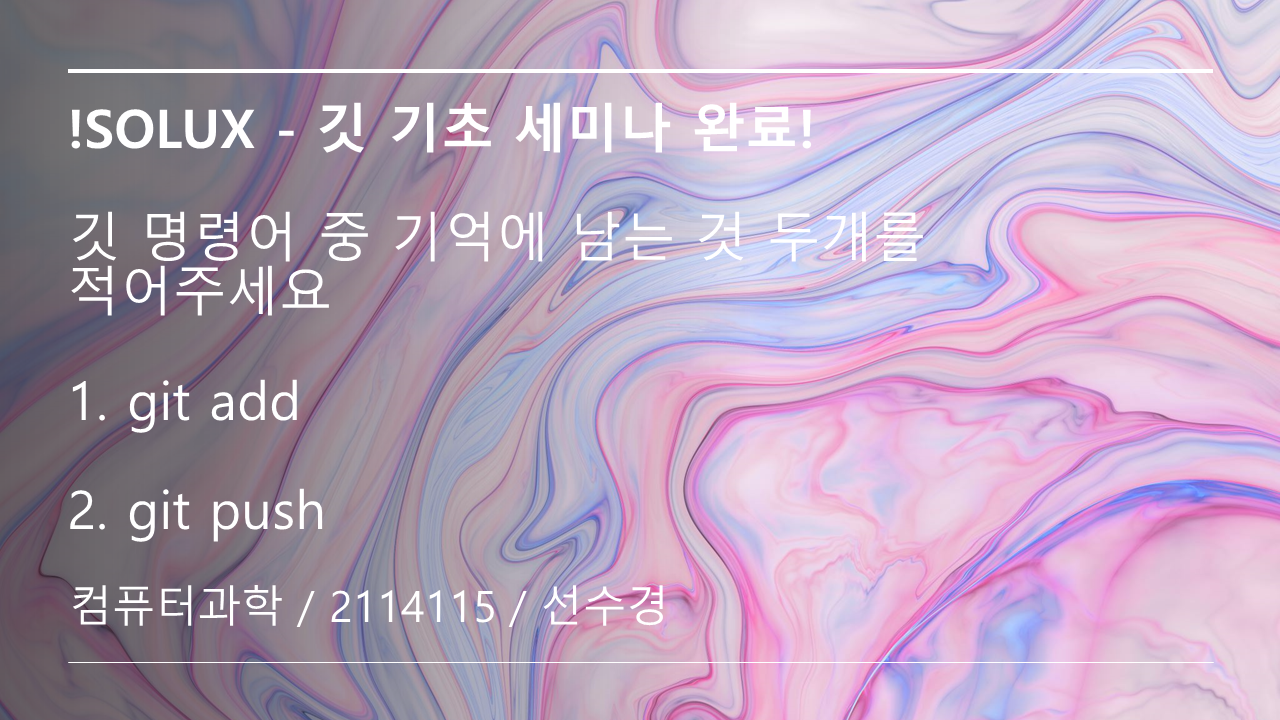 !SOLUX - 깃 기초 세미나 완료!
깃 명령어 중 기억에 남는 것 두개를
적어주세요
1. git add
2. git push
컴퓨터과학 / 2114115 / 선수경